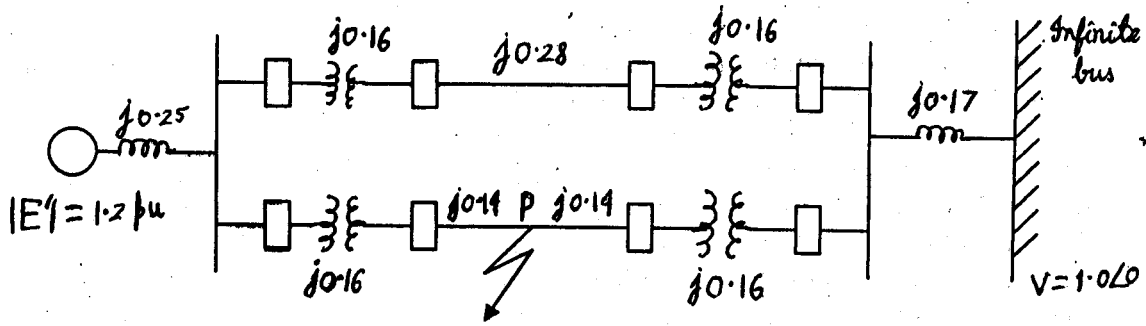 j0.16
j0.28
j0.16
Infinite
bus
j0.25
j0.17
|E'| = 1.2 pu
j0.14 P j0.14
j0.16
j0.16
V=1.0∠0